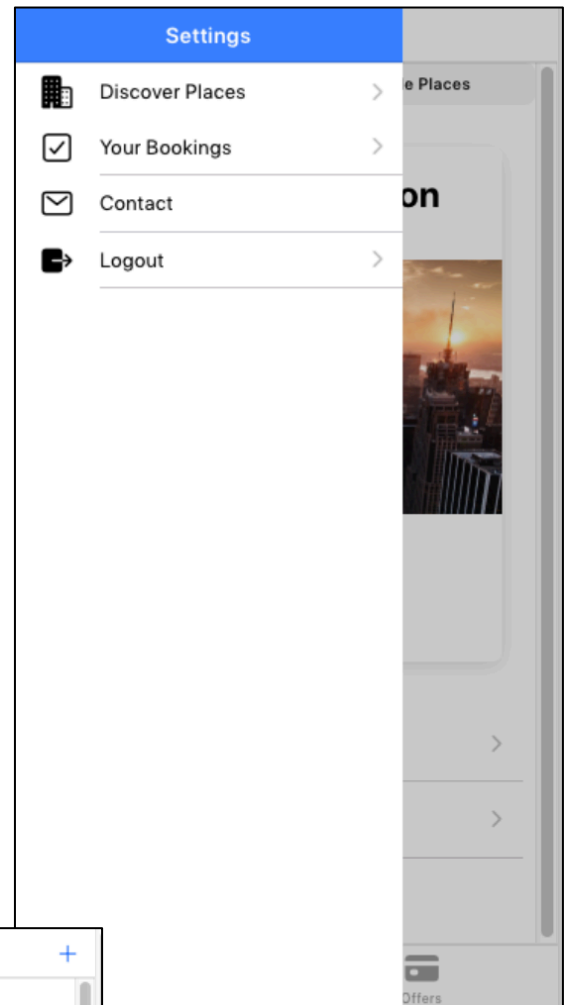 Settings
Discover Places
e Places
Your Bookings
Contact
on
Logout
+
Offers